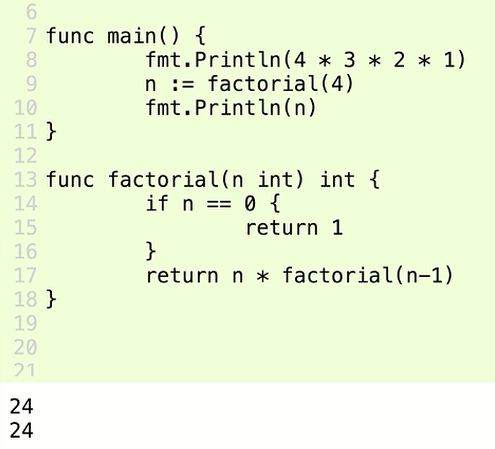 6
7 func main() {
8         fmt.Println(4 * 3 * 2 * 1)
9         n := factorial(4)
10         fmt.Println(n)
11 }
12
13 func factorial(n int) int {
14         if n == 0 {
15                 return 1
16         }
17         return n * factorial(n-1)
18 }
19
20
21
24
24